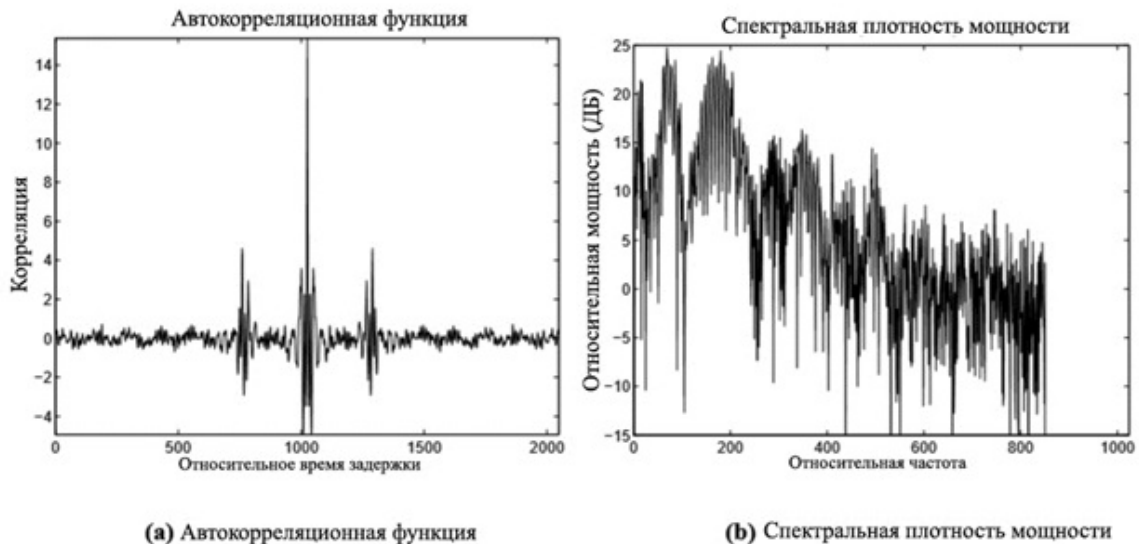 Автокорреляционная функция
14
12
10
8
6
4
2
0
−2
−4
Корреляция
0 500 1000 1500 2000
Относительное время задержки
(a) Автокорреляционная функция
Спектральная плотность мощности
25
20
15
10
5
0
−5
−10
−15
Относительная мощность (ДБ)
0 200 400 600 800 1000
Относительная частота
(b) Спектральная плотность мощности